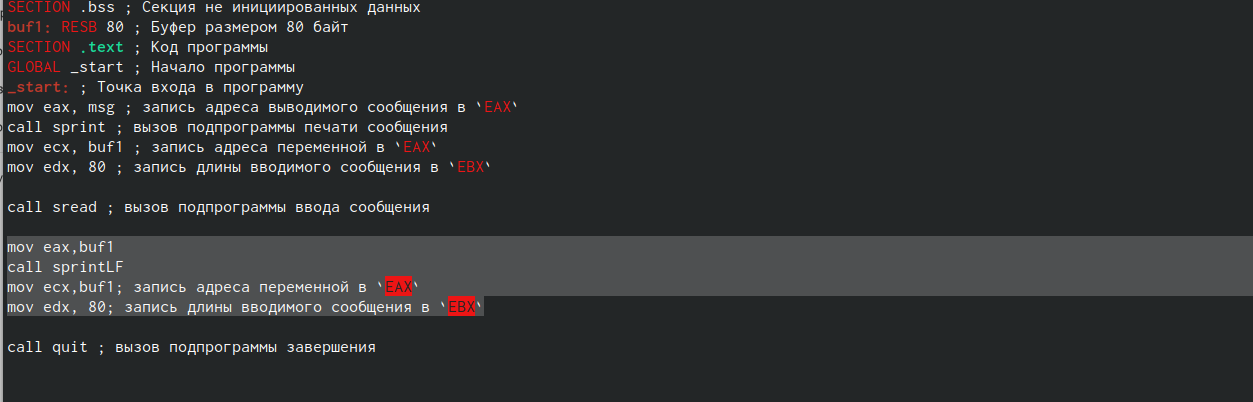 SECTION .bss ; Секция не инициированных данных
buf1: RESB 80 ; Буфер размером 80 байт
SECTION .text ; Код программы
GLOBAL _start ; Начало программы
_start: ; Точка входа в программу
mov eax, msg ; запись адреса выводимого сообщения в `EAX`
call sprint ; вызов подпрограммы печати сообщения
mov ecx, buf1 ; запись адреса переменной в `EAX`
mov edx, 80 ; запись длины вводимого сообщения в `EBX`
call sread ; вызов подпрограммы ввода сообщения
mov eax,buf1
call sprintLF
mov ecx,buf1; запись адреса переменной в `EAX`
mov edx, 80; запись длины вводимого сообщения в `EBX`
call quit ; вызов подпрограммы завершения